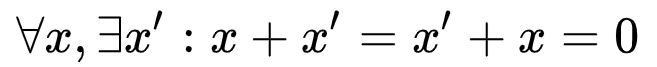 ∀x, ∃x′ : x + x′ = x′ + x = 0